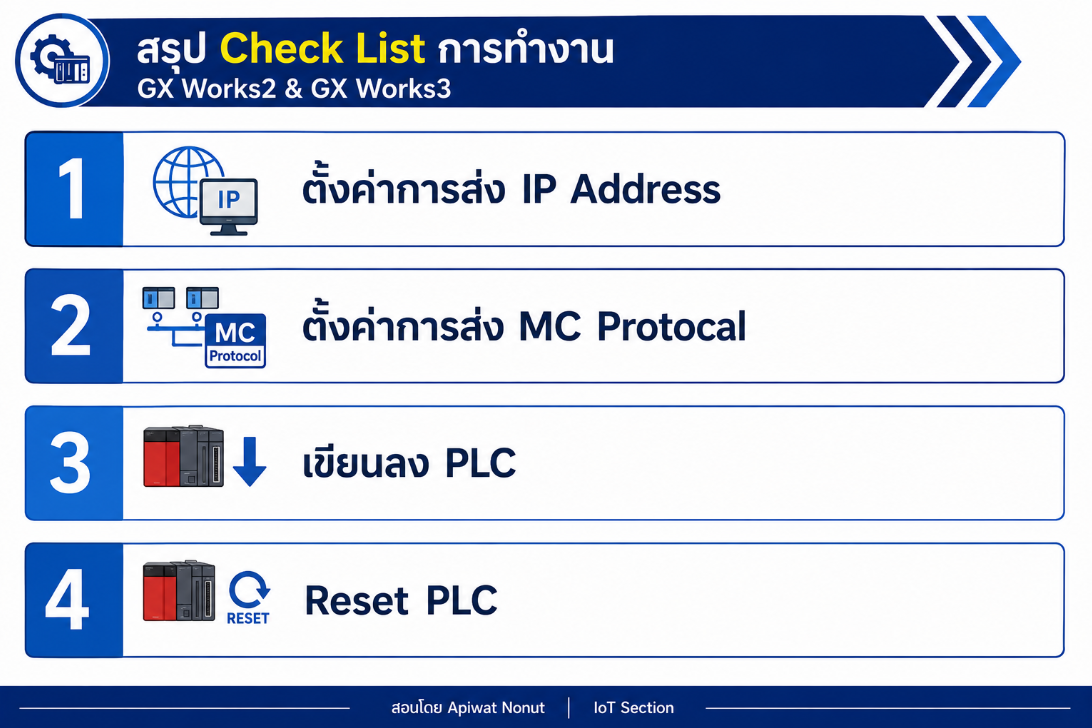 สรุป Check List การทำงาน
GX Works2 & GX Works3
1
IP
ตั้งค่าการส่ง IP Address
2
MC
Protocol
ตั้งค่าการส่ง MC Protocal
3
เขียนลง PLC
4
RESET
Reset PLC
สอนโดย Apiwat Nonut | IoT Section